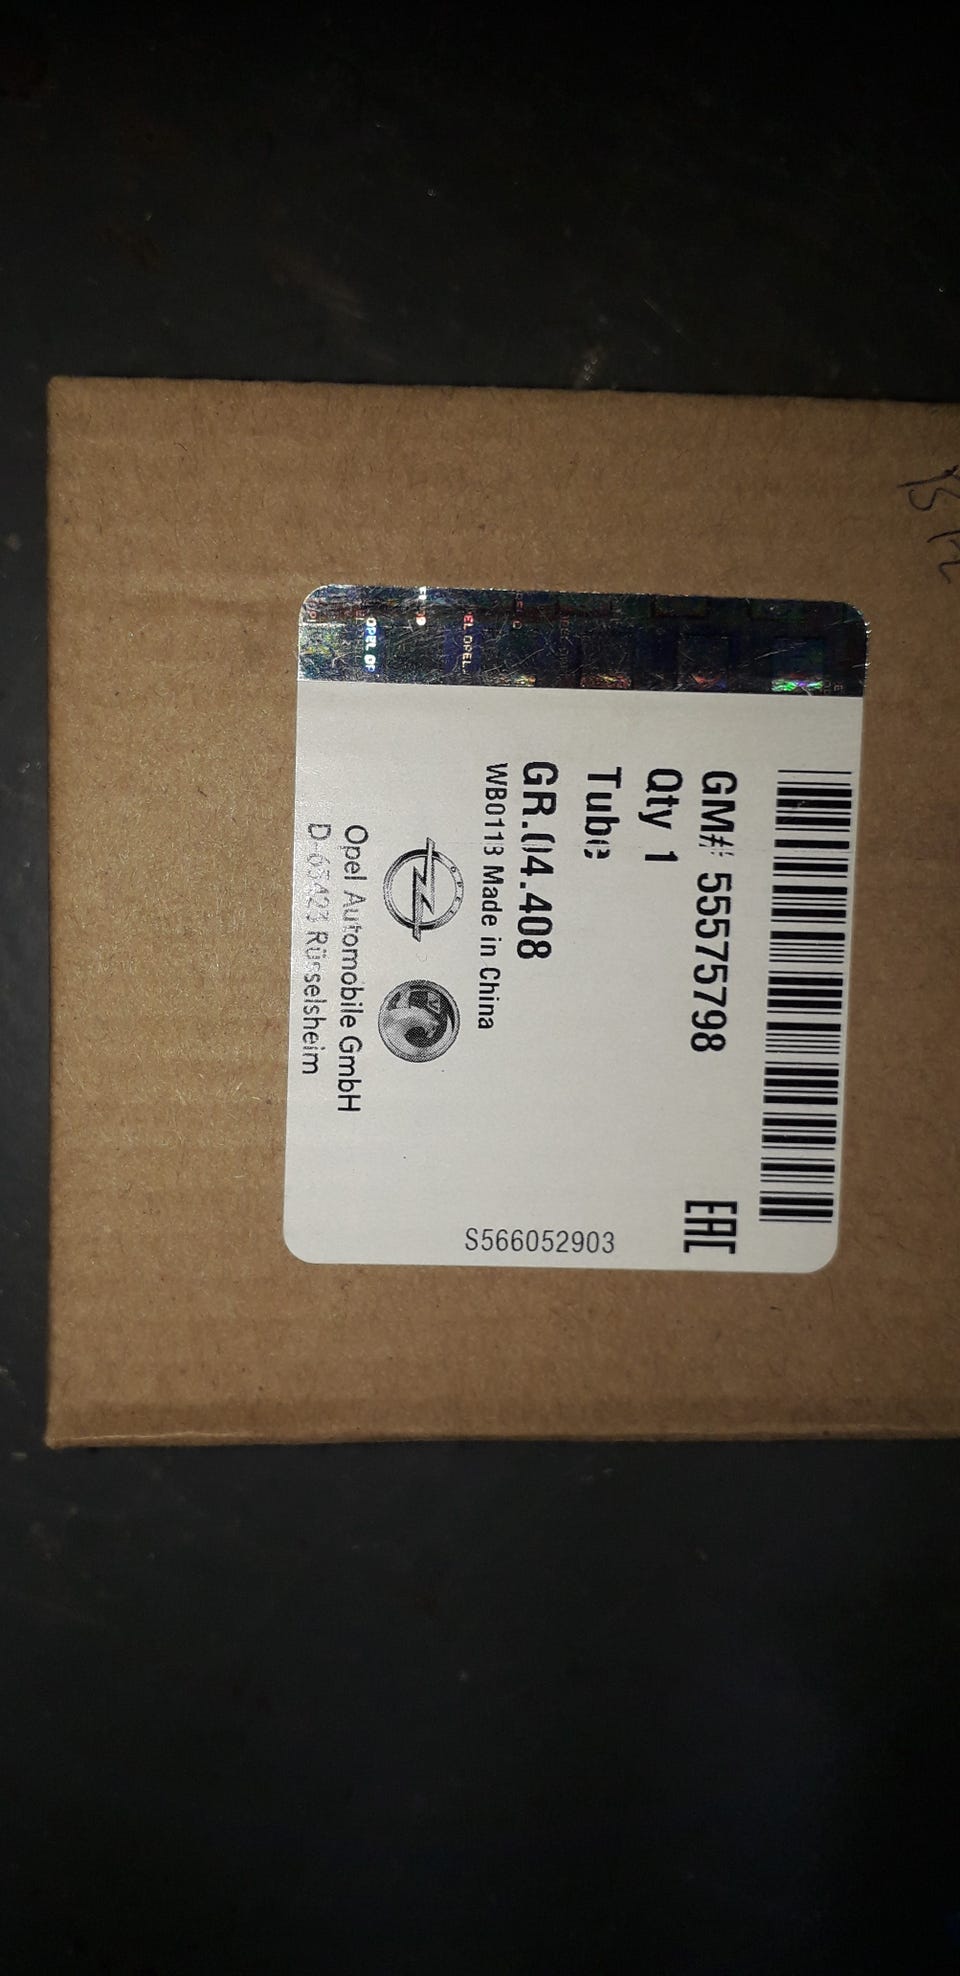 GM# 55575798
EAC
Qty 1
Tube
GR.04.408
WB0113 Made in China
S566052903
OPEL
Opel Automobile GmbH
D-65423 Rüsselsheim